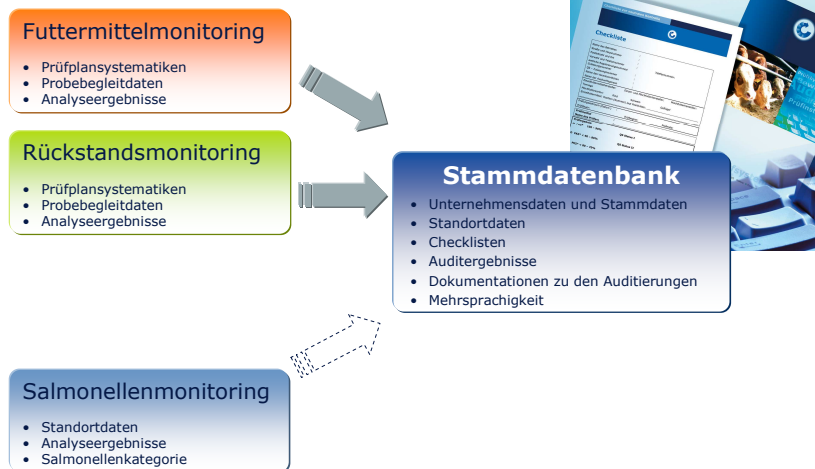 Futtermittelmonitoring
• Prüfplansystematiken
• Probebegleitdaten
• Analyseergebnisse
Rückstandsmonitoring
• Prüfplansystematiken
• Probebegleitdaten
• Analyseergebnisse
Checkliste
Stammdatenbank
• Unternehmensdaten und Stammdaten
• Standortdaten
• Checklisten
• Auditergebnisse
• Dokumentationen zu den Auditierungen
• Mehrsprachigkeit
Salmonellenmonitoring
• Standortdaten
• Analyseergebnisse
• Salmonellenkategorie